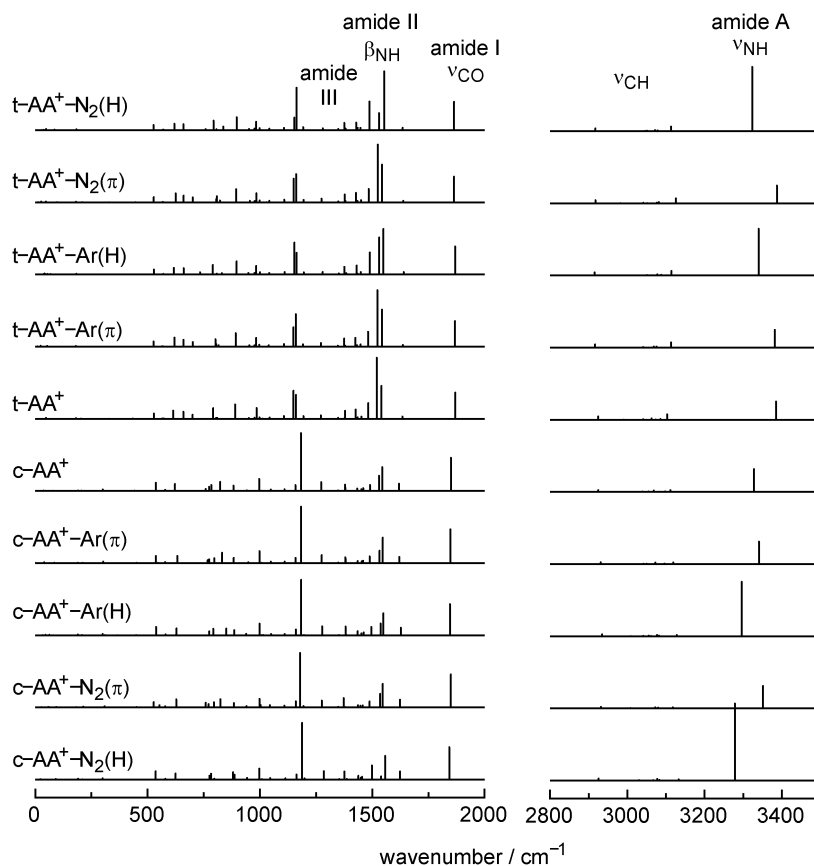 amide II
β_NH
amide I
ν_CO
amide
III
amide A
ν_NH
ν_CH
t–AA⁺–N₂(H)
t–AA⁺–N₂(π)
t–AA⁺–Ar(H)
t–AA⁺–Ar(π)
t–AA⁺
c–AA⁺
c–AA⁺–Ar(π)
c–AA⁺–Ar(H)
c–AA⁺–N₂(π)
c–AA⁺–N₂(H)
0 500 1000 1500 2000 2800 3000 3200 3400
wavenumber / cm⁻¹